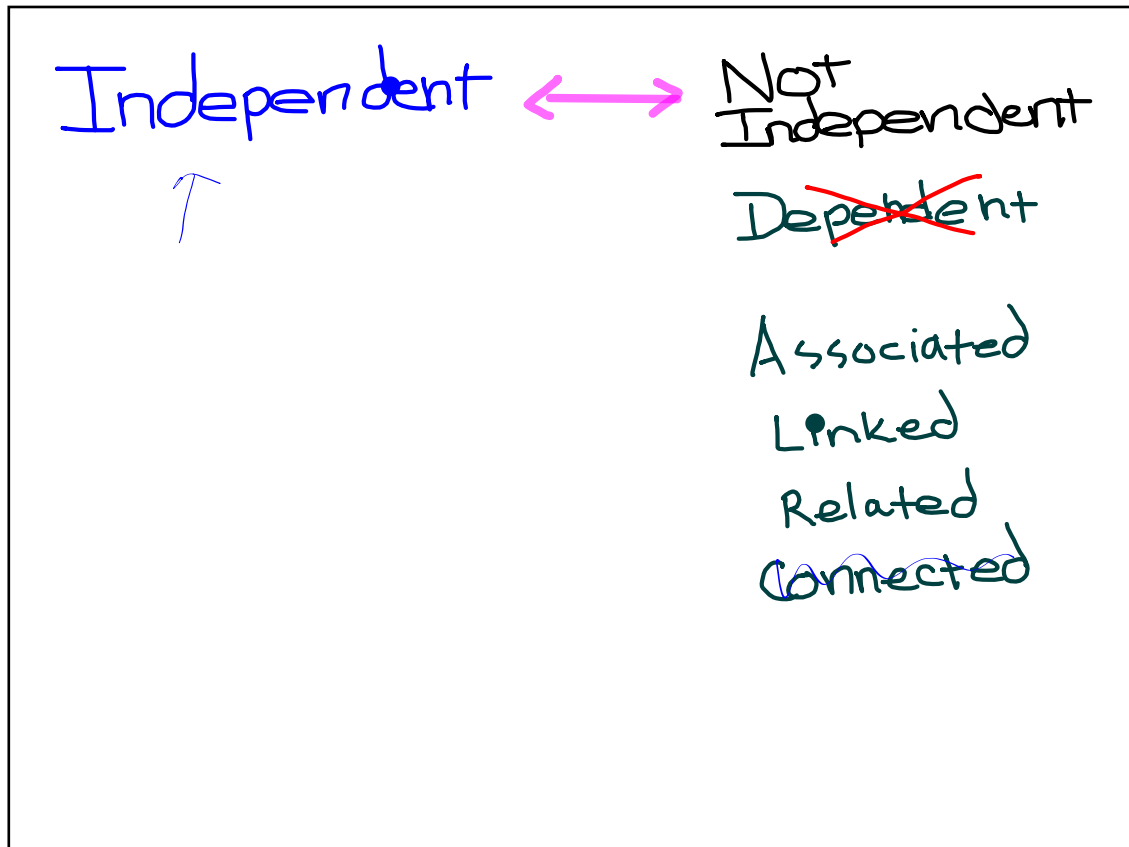 Independent
Not
Independent
Dependent
Associated
Linked
Related
Connected